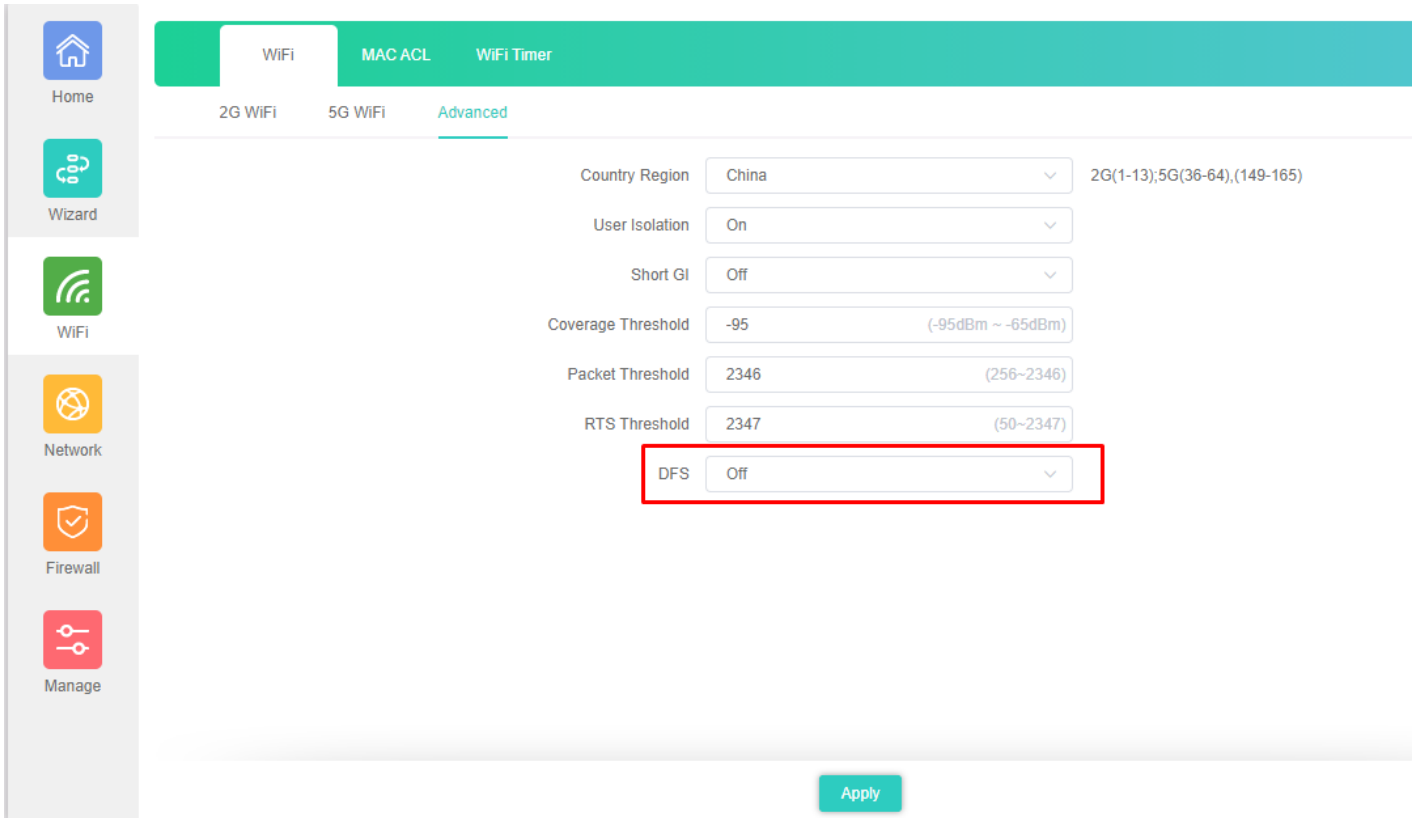 Home
Wizard
WiFi
Network
Firewall
Manage
WiFi MAC ACL WiFi Timer
2G WiFi 5G WiFi Advanced
Country Region China 2G(1-13);5G(36-64),(149-165)
User Isolation On
Short GI Off
Coverage Threshold -95 (-95dBm ~ -65dBm)
Packet Threshold 2346 (256~2346)
RTS Threshold 2347 (50~2347)
DFS Off
Apply